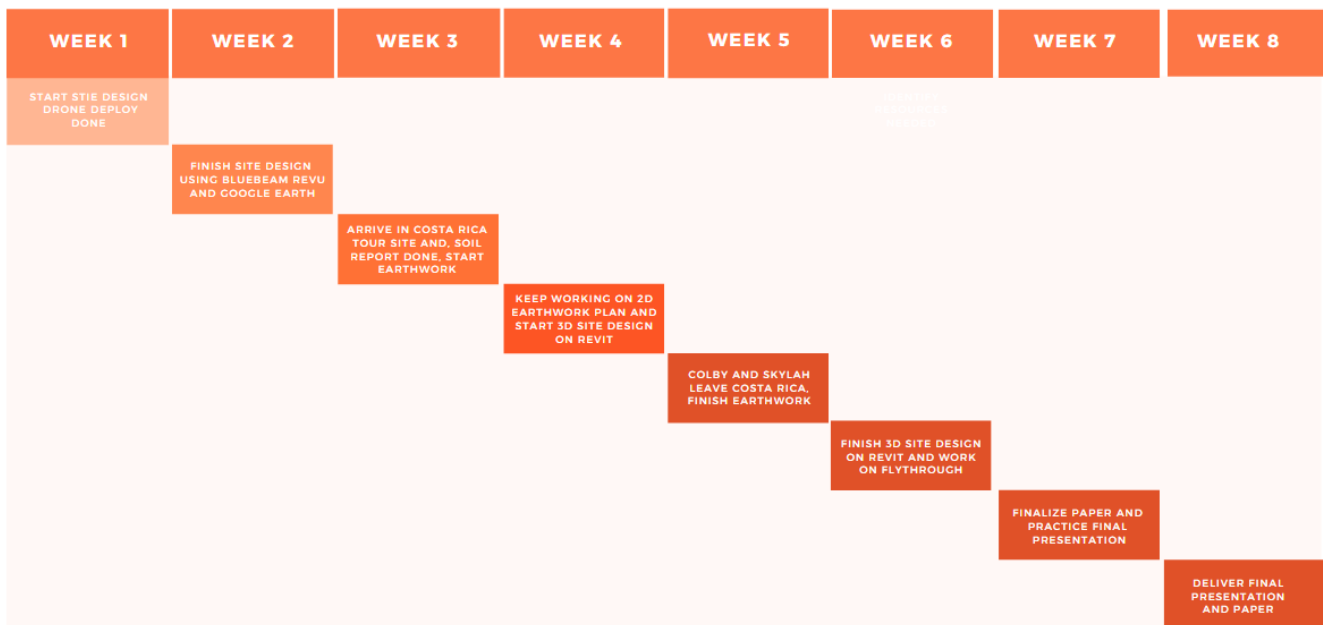 WEEK 1
WEEK 2
WEEK 3
WEEK 4
WEEK 5
WEEK 6
WEEK 7
WEEK 8
START STIE DESIGN
DRONE DEPLOY
DONE
FINISH SITE DESIGN
USING BLUEBEAM REVU
AND GOOGLE EARTH
ARRIVE IN COSTA RICA
TOUR SITE AND, SOIL
REPORT DONE, START
EARTHWORK
KEEP WORKING ON 2D
EARTHWORK PLAN AND
START 3D SITE DESIGN
ON REVIT
COLBY AND SKYLAH
LEAVE COSTA RICA,
FINISH EARTHWORK
FINISH 3D SITE DESIGN
ON REVIT AND WORK
ON FLYTHROUGH
FINALIZE PAPER AND
PRACTICE FINAL
PRESENTATION
DELIVER FINAL
PRESENTATION
AND PAPER